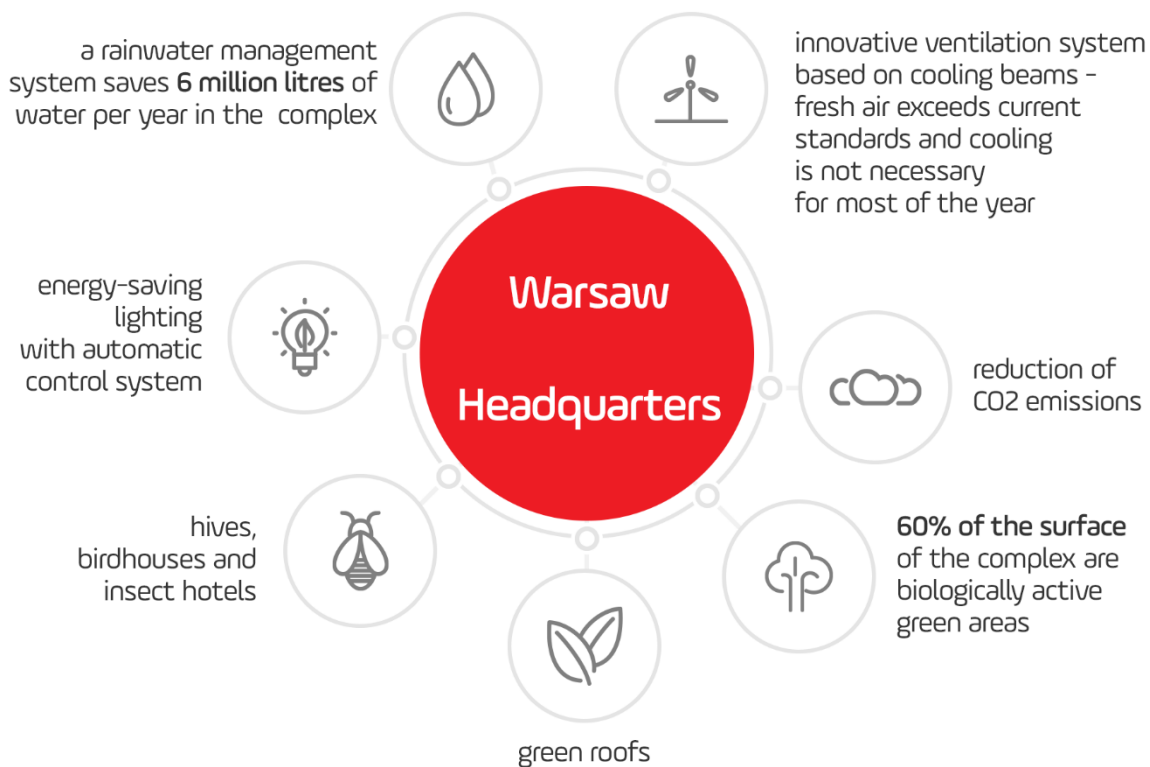 a rainwater management
system saves 6 million litres of
water per year in the complex
innovative ventilation system
based on cooling beams -
fresh air exceeds current
standards and cooling
is not necessary
for most of the year
energy-saving
lighting
with automatic
control system
Warsaw
Headquarters
reduction of
CO2 emissions
hives,
birdhouses and
insect hotels
60% of the surface
of the complex are
biologically active
green areas
green roofs